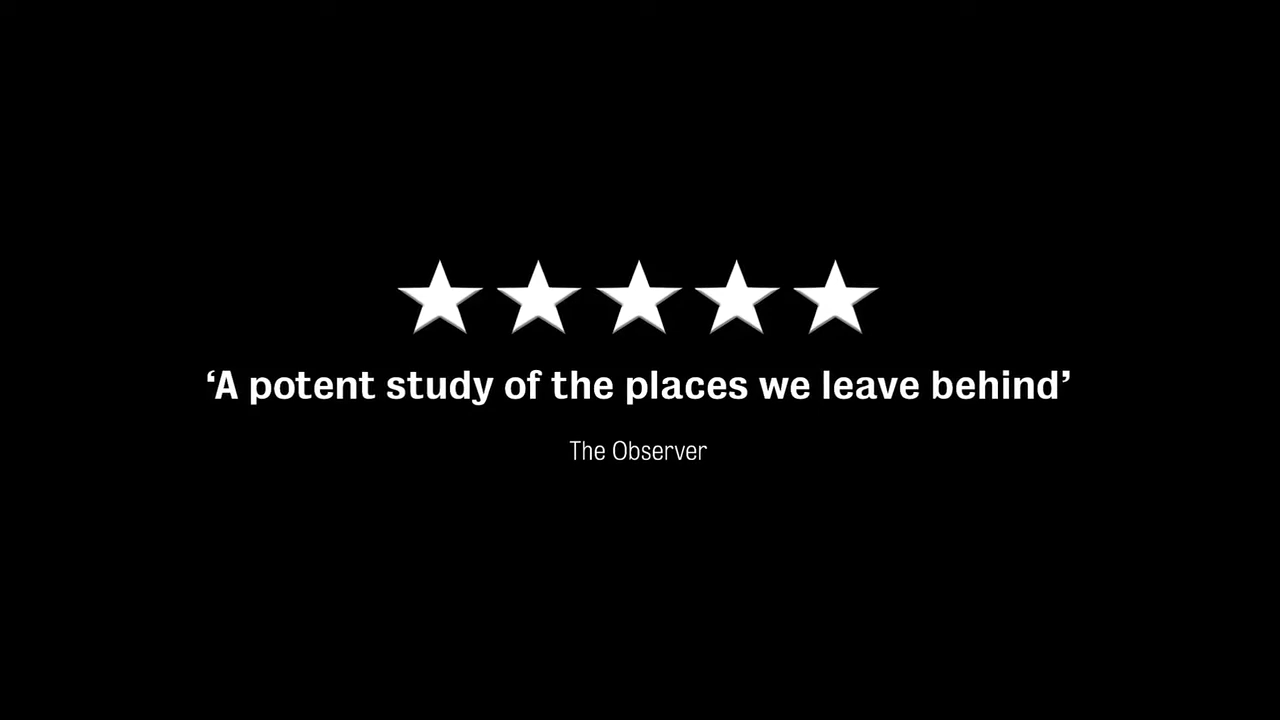 ‘A potent study of the places we leave behind’
The Observer